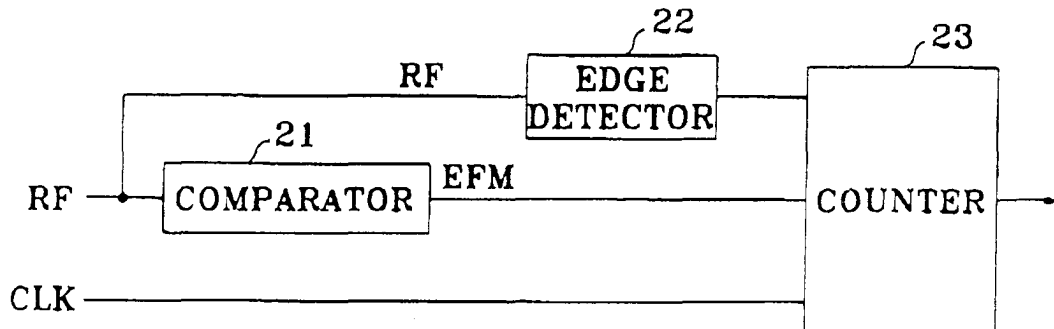 22
23
RF
EDGE
DETECTOR
21
RF
COMPARATOR
EFM
COUNTER
CLK